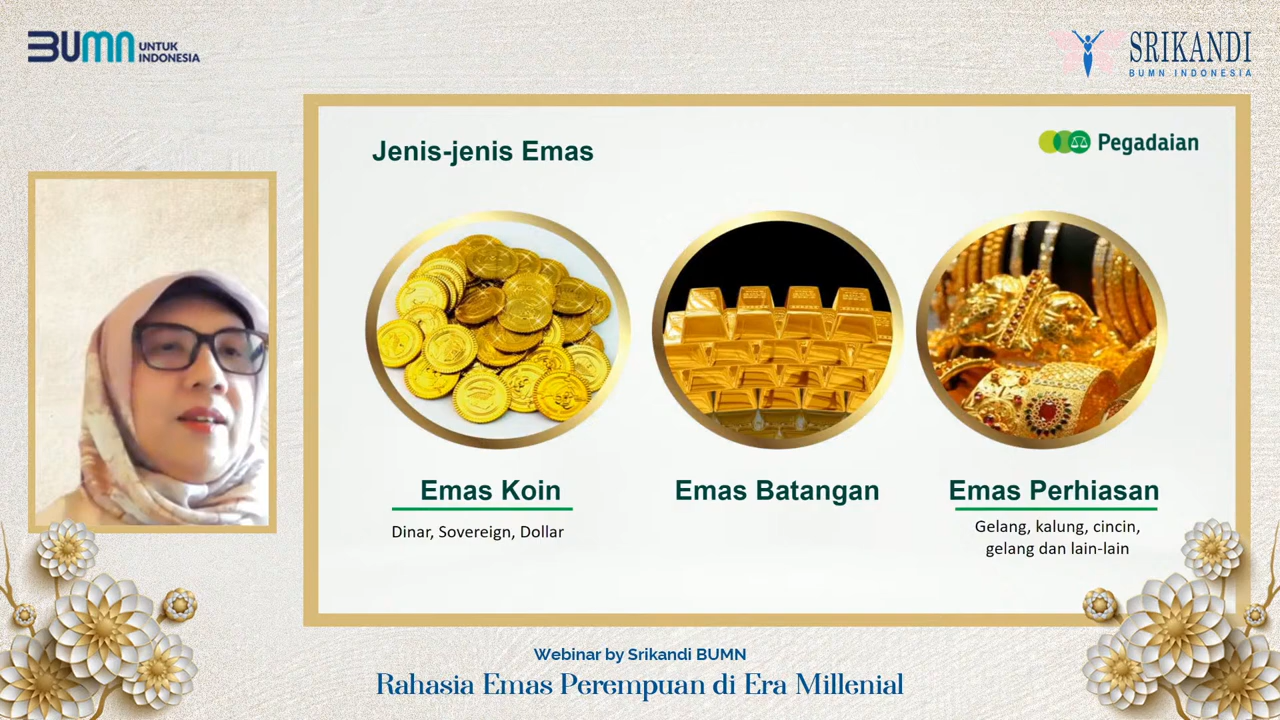 BUMN UNTUK
INDONESIA
SRIKANDI
BUMN INDONESIA
Jenis-jenis Emas
Pegadaian
Emas Koin
Dinar, Sovereign, Dollar
Emas Batangan
Emas Perhiasan
Gelang, kalung, cincin,
gelang dan lain-lain
Webinar by Srikandi BUMN
Rahasia Emas Perempuan di Era Millenial